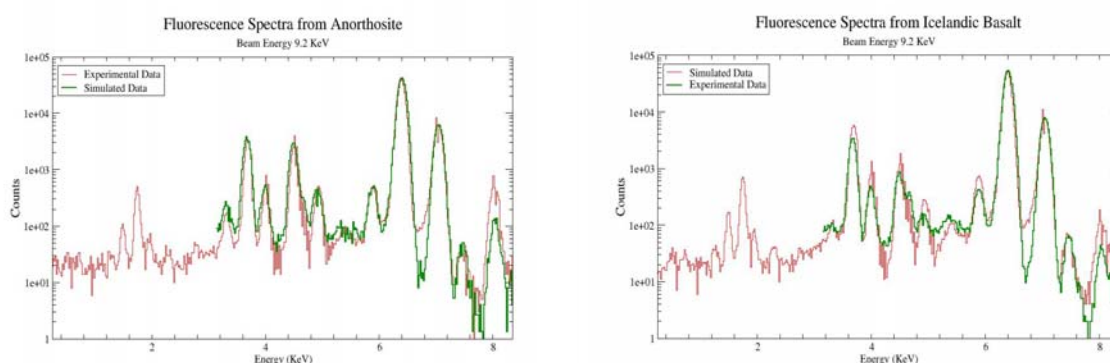 Fluorescence Spectra from Anorthosite
Beam Energy 9.2 KeV
1e+05
Experimental Data
Simulated Data
1e+04
1e+03
Counts
1e+02
1e+01
1
2
4
6
8
Energy (KeV)
Fluorescence Spectra from Icelandic Basalt
Beam Energy 9.2 KeV
1e+05
Simulated Data
Experimental Data
1e+04
1e+03
Counts
1e+02
1e+01
1
2
4
6
8
Energy (KeV)